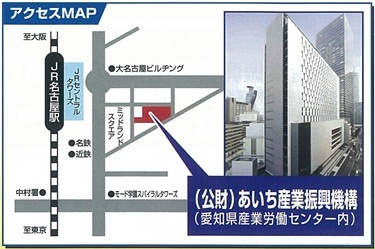 アクセスMAP
至大阪
JR名古屋駅
JRセントラル
タワーズ
●大名古屋ビルヂング
ミッドランド
スクエア
●名鉄
●近鉄
中村署●
●モード学園スパイラルタワーズ
至東京
(公財)あいち産業振興機構
(愛知県産業労働センター内)